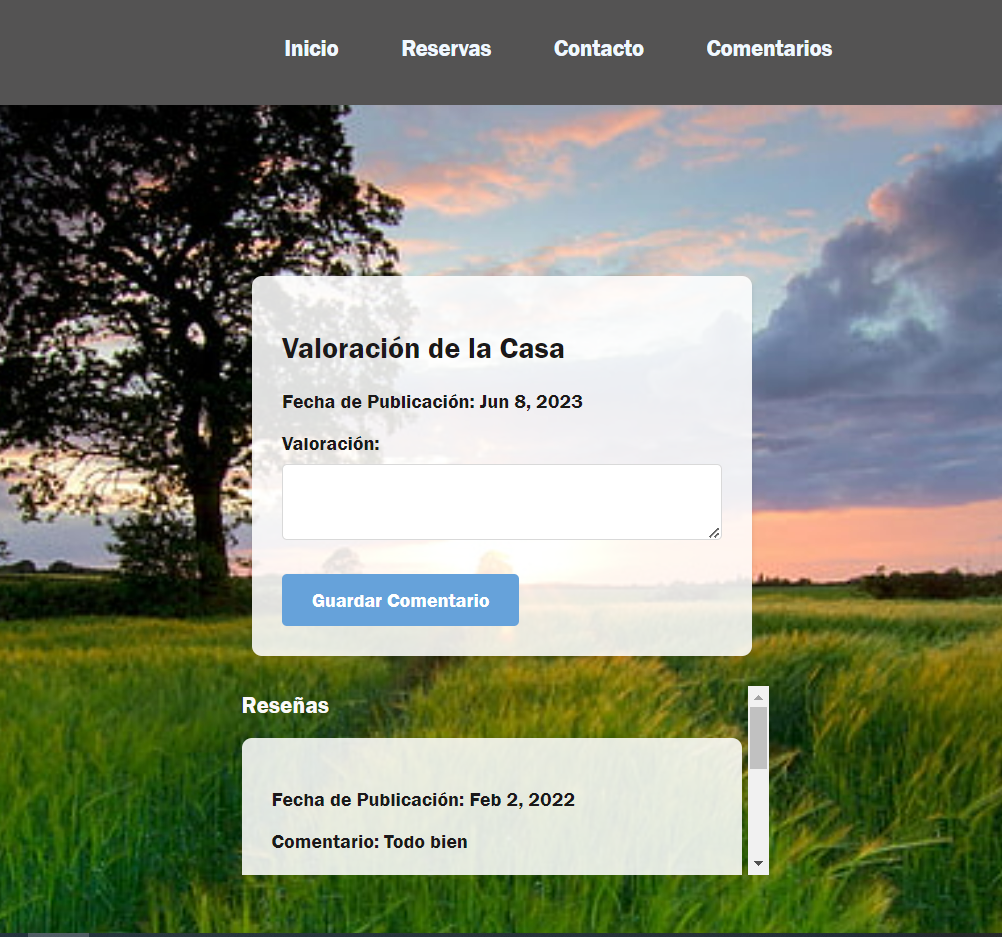 Inicio Reservas Contacto Comentarios
Valoración de la Casa
Fecha de Publicación: Jun 8, 2023
Valoración:
Guardar Comentario
Reseñas
Fecha de Publicación: Feb 2, 2022
Comentario: Todo bien